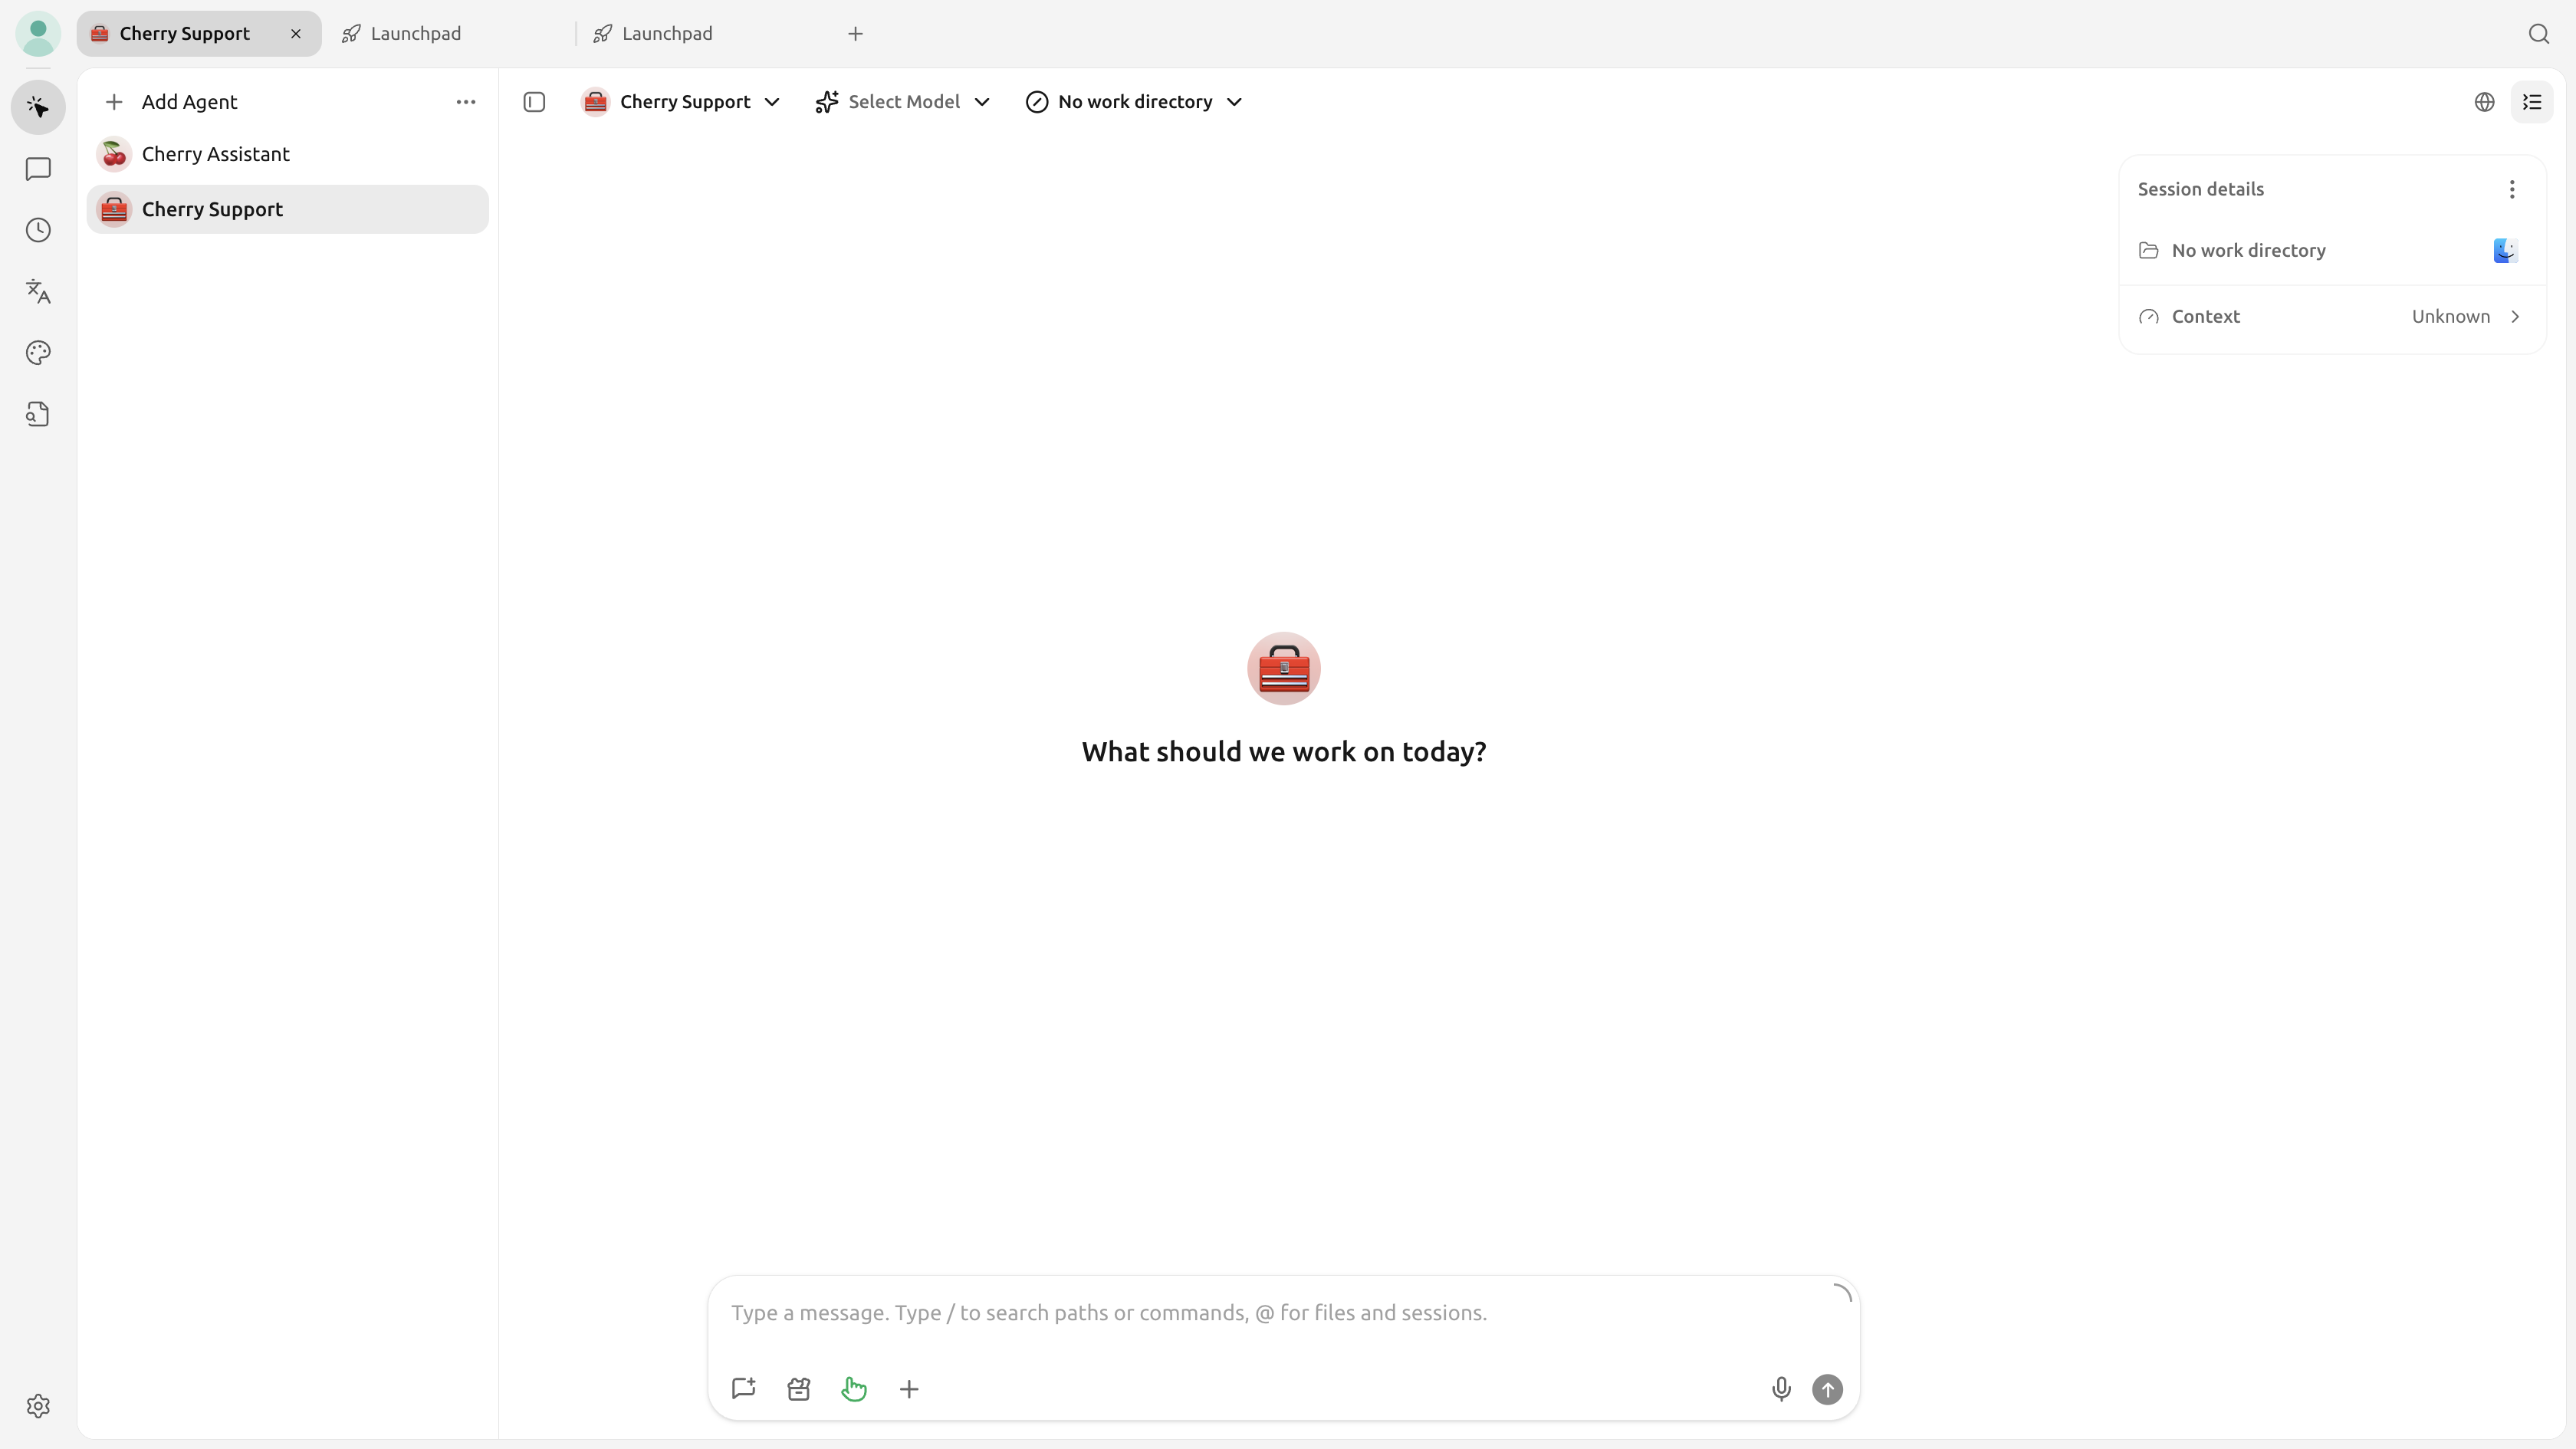 Cherry Support
Launchpad
Launchpad
Add Agent
Cherry Assistant
Cherry Support
Cherry Support
Select Model
No work directory
Session details
No work directory
Context
Unknown
What should we work on today?
Type a message. Type / to search paths or commands, @ for files and sessions.